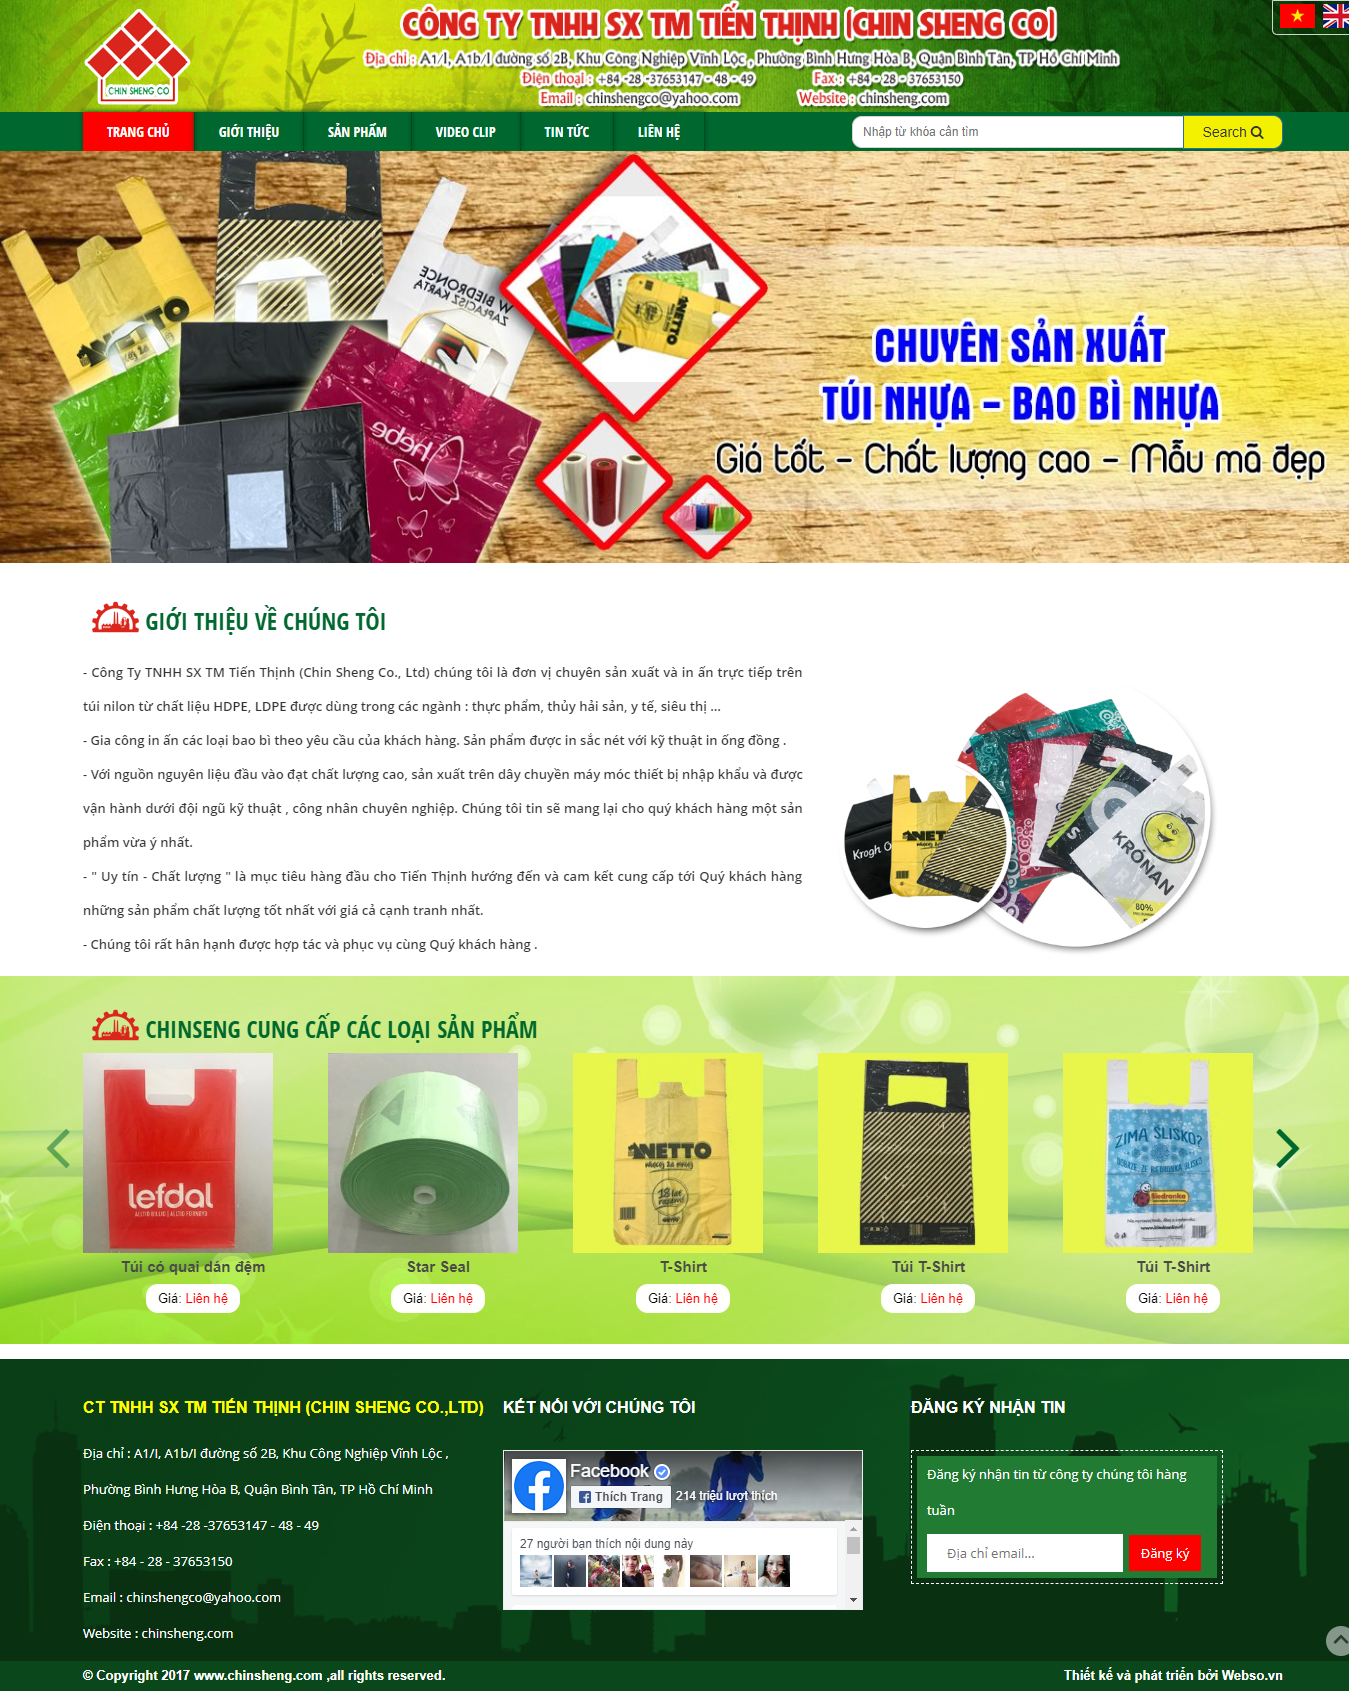 CÔNG TY TNHH SX TM TIẾN THỊNH (CHIN SHENG CO)
Địa chỉ : A1/I, A1b/I đường số 2B, Khu Công Nghiệp Vĩnh Lộc , Phường Bình Hưng Hòa B, Quận Bình Tân, TP Hồ Chí Minh
Điện thoại : +84 -28 -37653147 - 48 - 49 Fax : +84 - 28 - 37653150
Email : chinshengco@yahoo.com Website : chinsheng.com
CHIN SHENG CO
TRANG CHỦ GIỚI THIỆU SẢN PHẨM VIDEO CLIP TIN TỨC LIÊN HỆ
Nhập từ khóa cần tìm Search
NETTO
W BIEDRONCE
ZAPŁACISZ KARTĄ
hebe
NETTO
CHUYÊN SẢN XUẤT
TÚI NHỰA – BAO BÌ NHỰA
Giá tốt – Chất lượng cao – Mẫu mã đẹp
GIỚI THIỆU VỀ CHÚNG TÔI
- Công Ty TNHH SX TM Tiến Thịnh (Chin Sheng Co., Ltd) chúng tôi là đơn vị chuyên sản xuất và in ấn trực tiếp trên
túi nilon từ chất liệu HDPE, LDPE được dùng trong các ngành : thực phẩm, thủy hải sản, y tế, siêu thị ...
- Gia công in ấn các loại bao bì theo yêu cầu của khách hàng. Sản phẩm được in sắc nét với kỹ thuật in ống đồng .
- Với nguồn nguyên liệu đầu vào đạt chất lượng cao, sản xuất trên dây chuyền máy móc thiết bị nhập khẩu và được
vận hành dưới đội ngũ kỹ thuật , công nhân chuyên nghiệp. Chúng tôi tin sẽ mang lại cho quý khách hàng một sản
phẩm vừa ý nhất.
- " Uy tín - Chất lượng " là mục tiêu hàng đầu cho Tiến Thịnh hướng đến và cam kết cung cấp tới Quý khách hàng
những sản phẩm chất lượng tốt nhất với giá cả cạnh tranh nhất.
- Chúng tôi rất hân hạnh được hợp tác và phục vụ cùng Quý khách hàng .
Krogh
NETTO
KRÓNAN
80%
CHINSENG CUNG CẤP CÁC LOẠI SẢN PHẨM
lefdal
ALLTID BILLIG | ALLTID FORNØYD
NETTO
więcej za mniej
18 lat
razem!
ZIMA ŚLISKO?
Biedronka
Túi có quai dán đệm Star Seal T-Shirt Túi T-Shirt Túi T-Shirt
Giá: Liên hệ Giá: Liên hệ Giá: Liên hệ Giá: Liên hệ Giá: Liên hệ
CT TNHH SX TM TIẾN THỊNH (CHIN SHENG CO.,LTD)
Địa chỉ : A1/I, A1b/I đường số 2B, Khu Công Nghiệp Vĩnh Lộc ,
Phường Bình Hưng Hòa B, Quận Bình Tân, TP Hồ Chí Minh
Điện thoại : +84 -28 -37653147 - 48 - 49
Fax : +84 - 28 - 37653150
Email : chinshengco@yahoo.com
Website : chinsheng.com
KẾT NỐI VỚI CHÚNG TÔI
Facebook
Thích Trang 214 triệu lượt thích
27 người bạn thích nội dung này
ĐĂNG KÝ NHẬN TIN
Đăng ký nhận tin từ công ty chúng tôi hàng
tuần
Địa chỉ email... Đăng ký
© Copyright 2017 www.chinsheng.com ,all rights reserved. Thiết kế và phát triển bởi Webso.vn